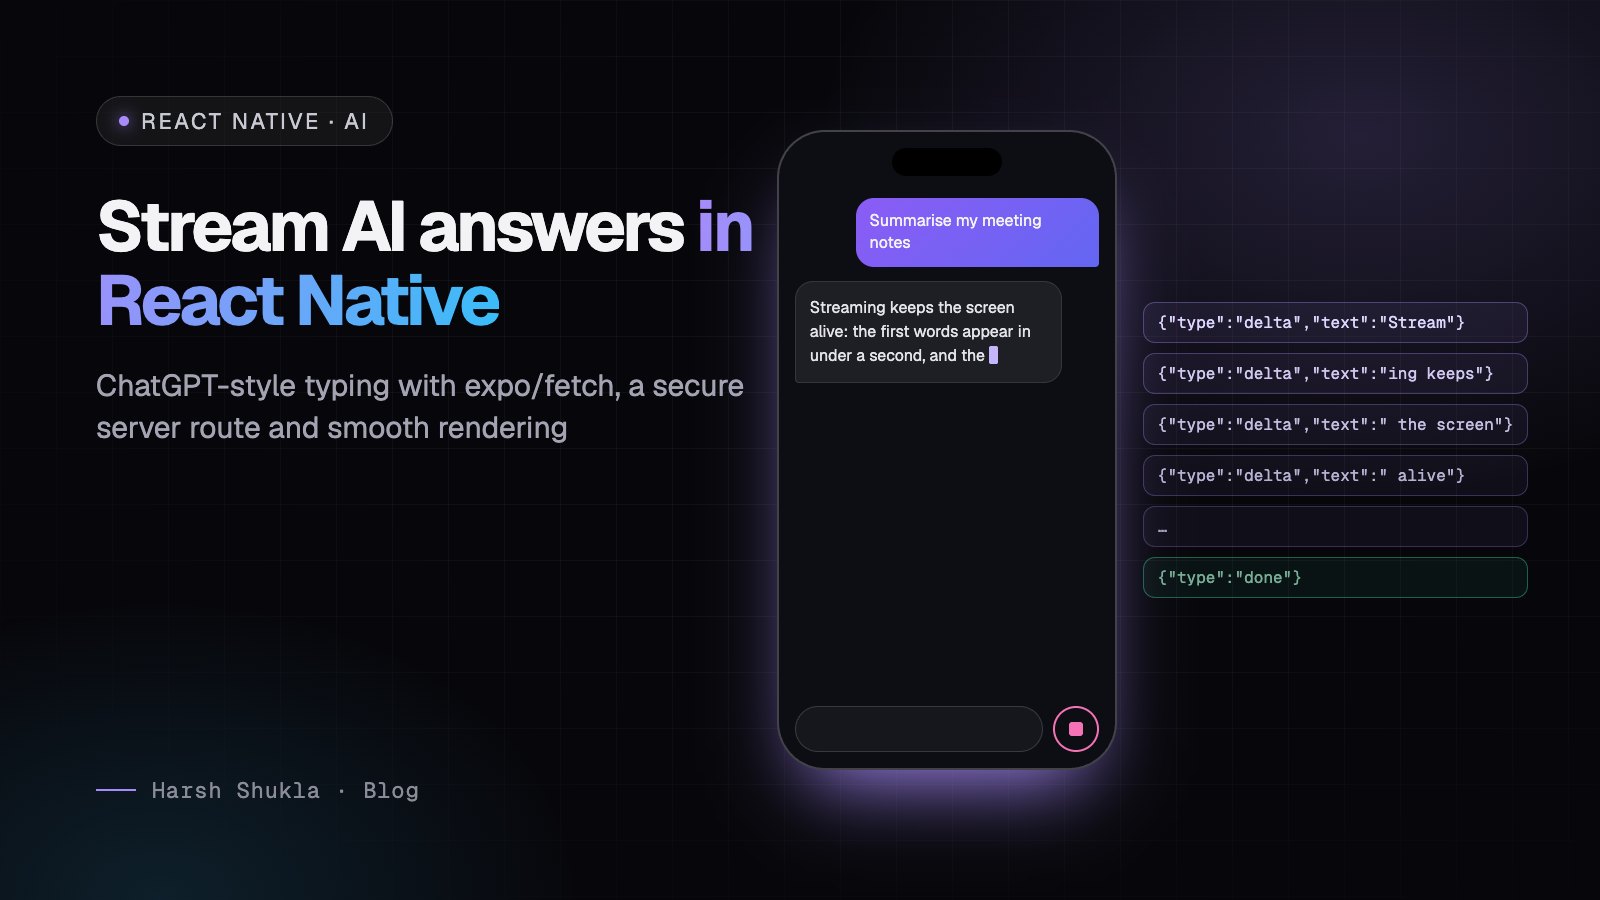 REACT NATIVE · AI
Stream AI answers in
React Native
ChatGPT-style typing with expo/fetch, a secure
server route and smooth rendering
Harsh Shukla · Blog
Summarise my meeting
notes
Streaming keeps the screen
alive: the first words appear in
under a second, and the
{"type":"delta","text":"Stream"}
{"type":"delta","text":"ing keeps"}
{"type":"delta","text":" the screen"}
{"type":"delta","text":" alive"}
…
{"type":"done"}